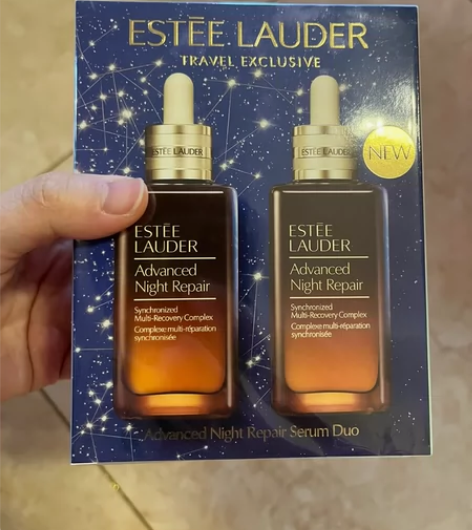 ESTĒE LAUDER
TRAVEL EXCLUSIVE
NEW
ESTĒE LAUDER
ESTĒE LAUDER
ESTĒE
LAUDER
Advanced
Night Repair
Synchronized
Multi-Recovery Complex
Complexe multi-réparation
synchronisée
ESTĒE
LAUDER
Advanced
Night Repair
Synchronized
Multi-Recovery Complex
Complexe multi-réparation
synchronisée
Advanced Night Repair Serum Duo